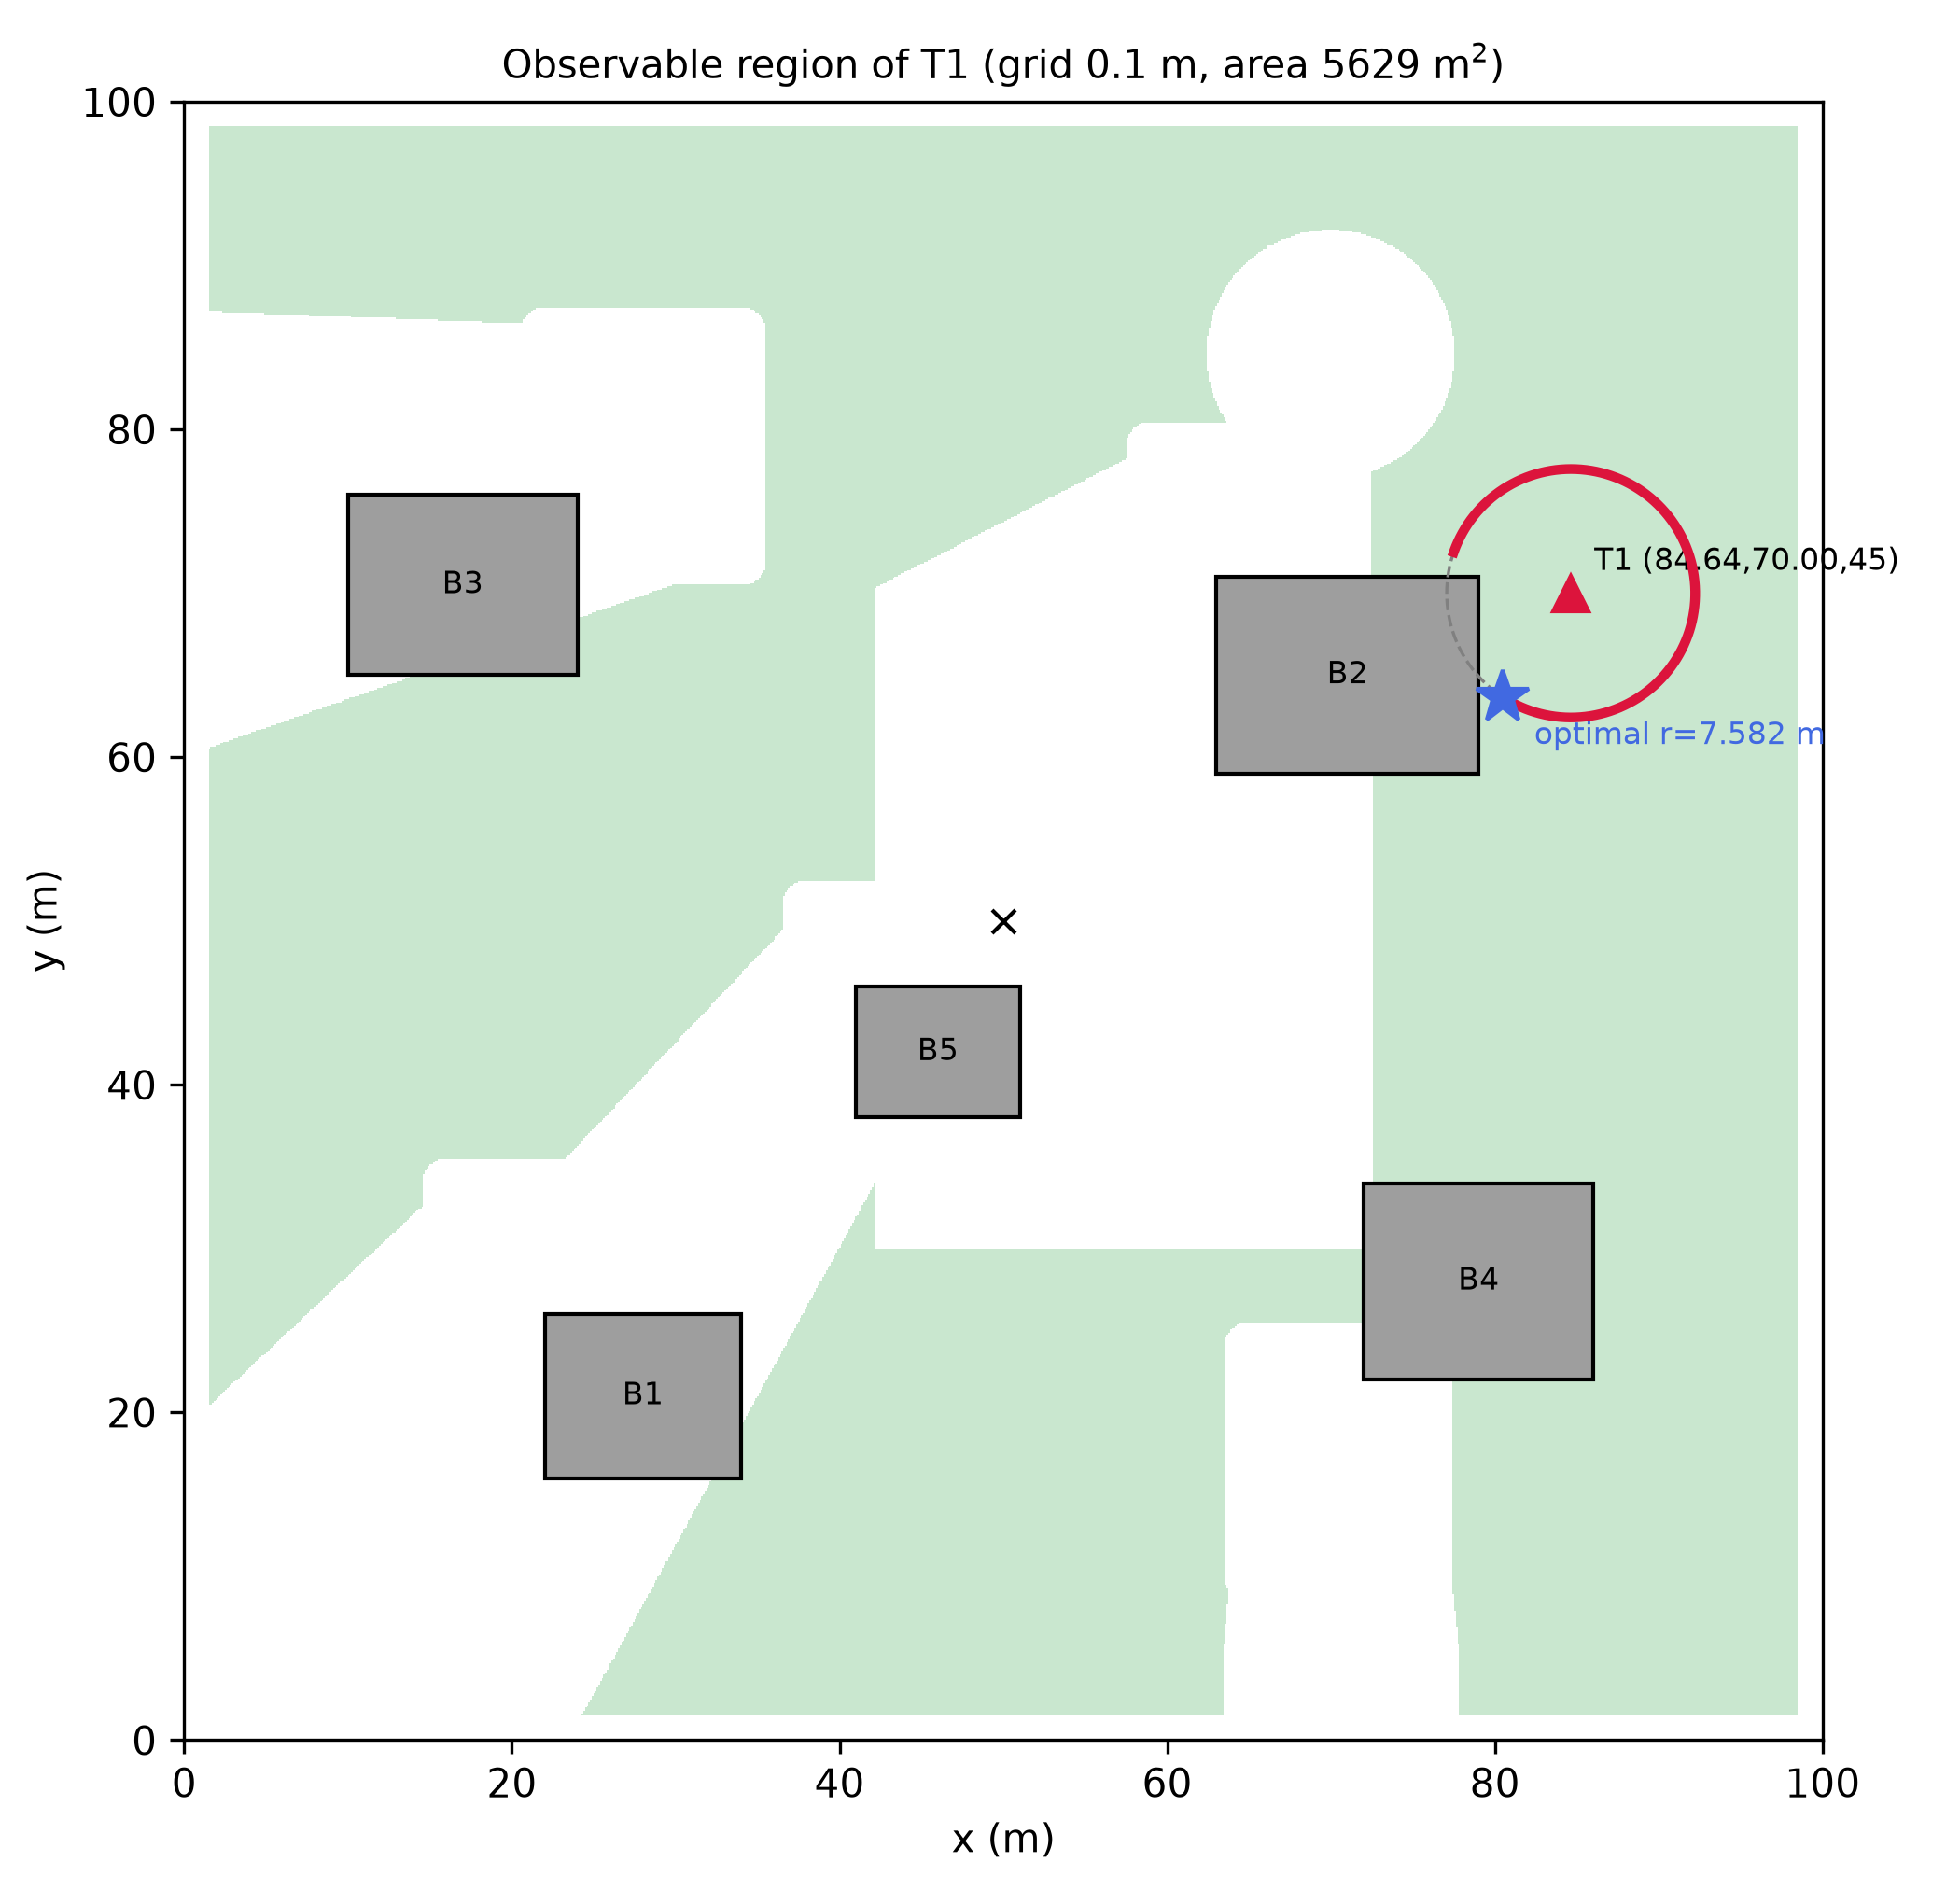 Observable region of T1 (grid 0.1 m, area 5629 m²)
100
80
60
40
20
0
y (m)
B3
B2
T1 (84.64,70.00,45)
optimal r=7.582 m
B5
B4
B1
0
20
40
60
80
100
x (m)